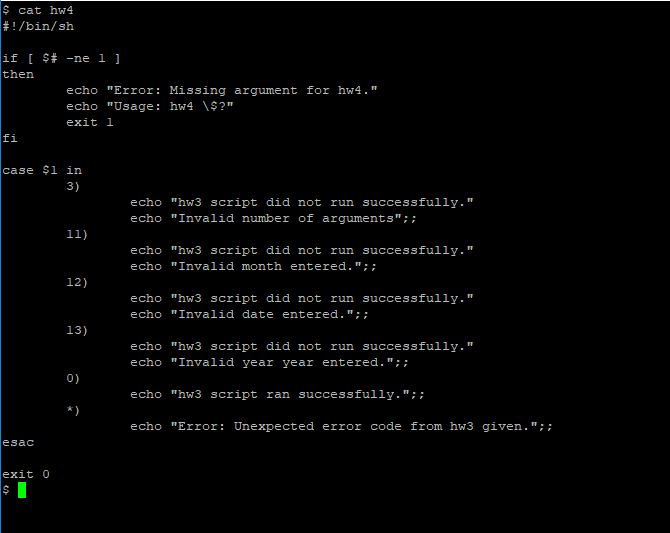 $ cat hw4
#!/bin/sh

if [ $# -ne 1 ]
then
        echo "Error: Missing argument for hw4."
        echo "Usage: hw4 \$?"
        exit 1
fi

case $1 in
        3)
                echo "hw3 script did not run successfully."
                echo "Invalid number of arguments";;
        11)
                echo "hw3 script did not run successfully."
                echo "Invalid month entered.";;
        12)
                echo "hw3 script did not run successfully."
                echo "Invalid date entered.";;
        13)
                echo "hw3 script did not run successfully."
                echo "Invalid year year entered.";;
        0)
                echo "hw3 script ran successfully.";;
        *)
                echo "Error: Unexpected error code from hw3 given.";;
esac

exit 0
$